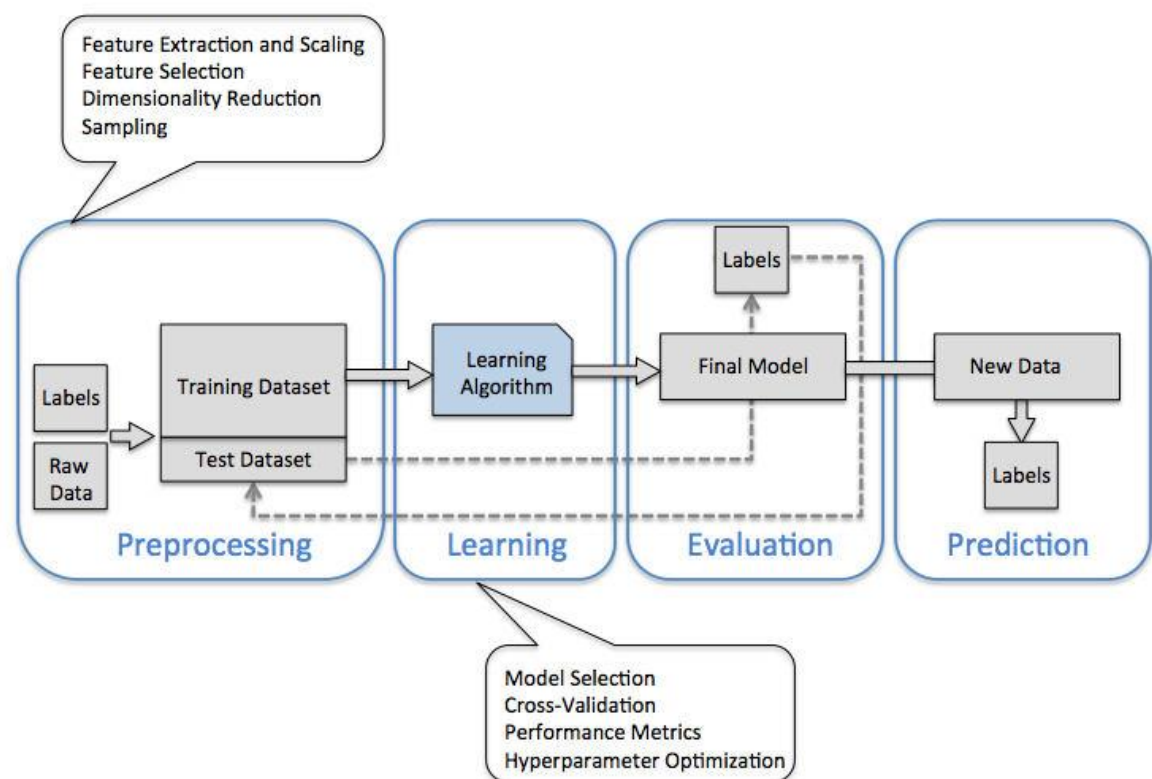 Feature Extraction and Scaling
Feature Selection
Dimensionality Reduction
Sampling
Labels
Raw
Data
Training Dataset
Test Dataset
Preprocessing
Learning
Algorithm
Learning
Labels
Final Model
Evaluation
New Data
Labels
Prediction
Model Selection
Cross-Validation
Performance Metrics
Hyperparameter Optimization